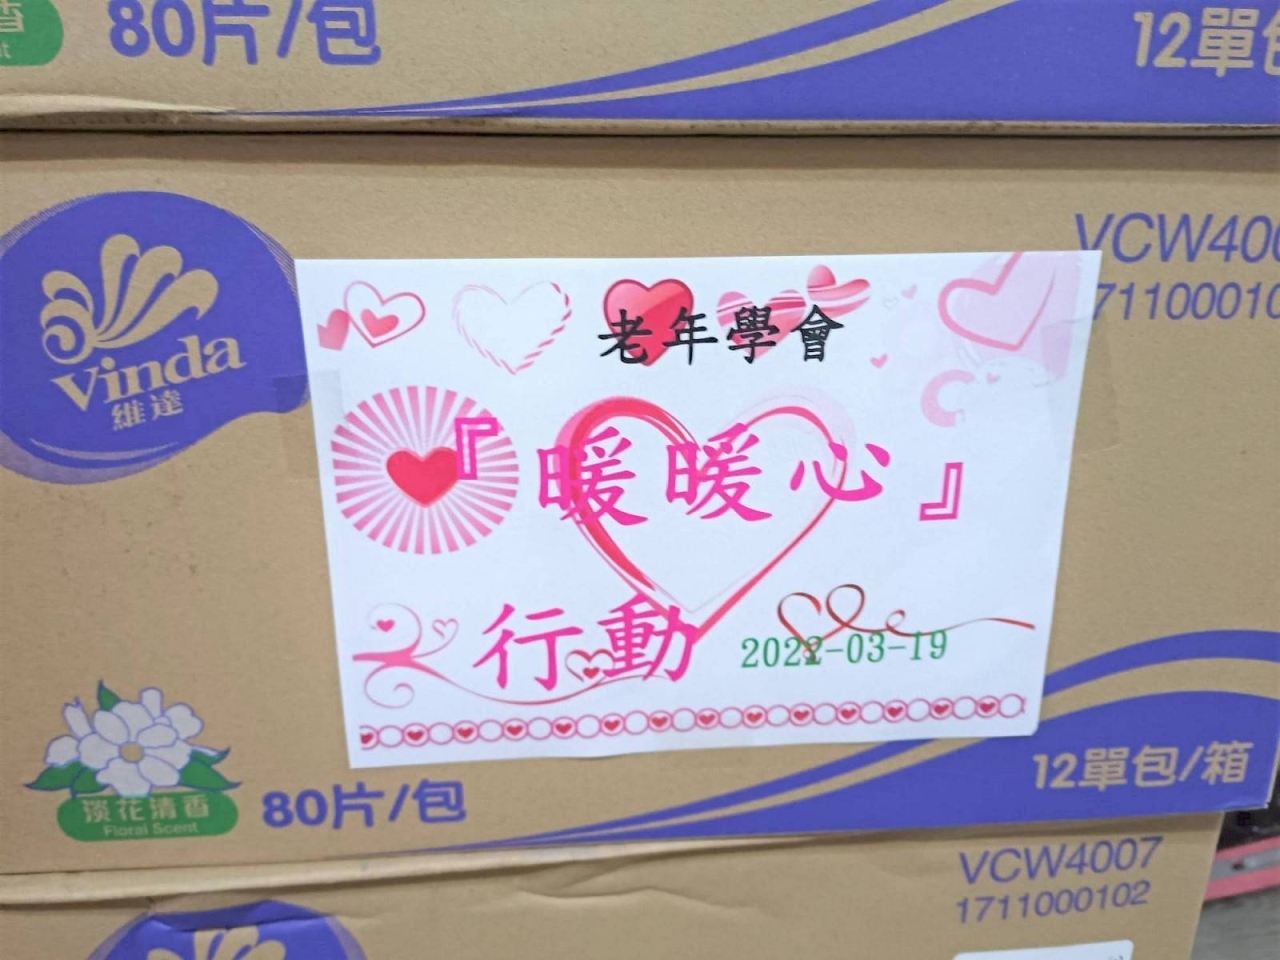 80片/包
12單包
Vinda
維達
VCW400
171100010
老年學會
『暖暖心』
行動
2022-03-19
淡花清香
Floral Scent
80片/包
12單包/箱
VCW4007
1711000102